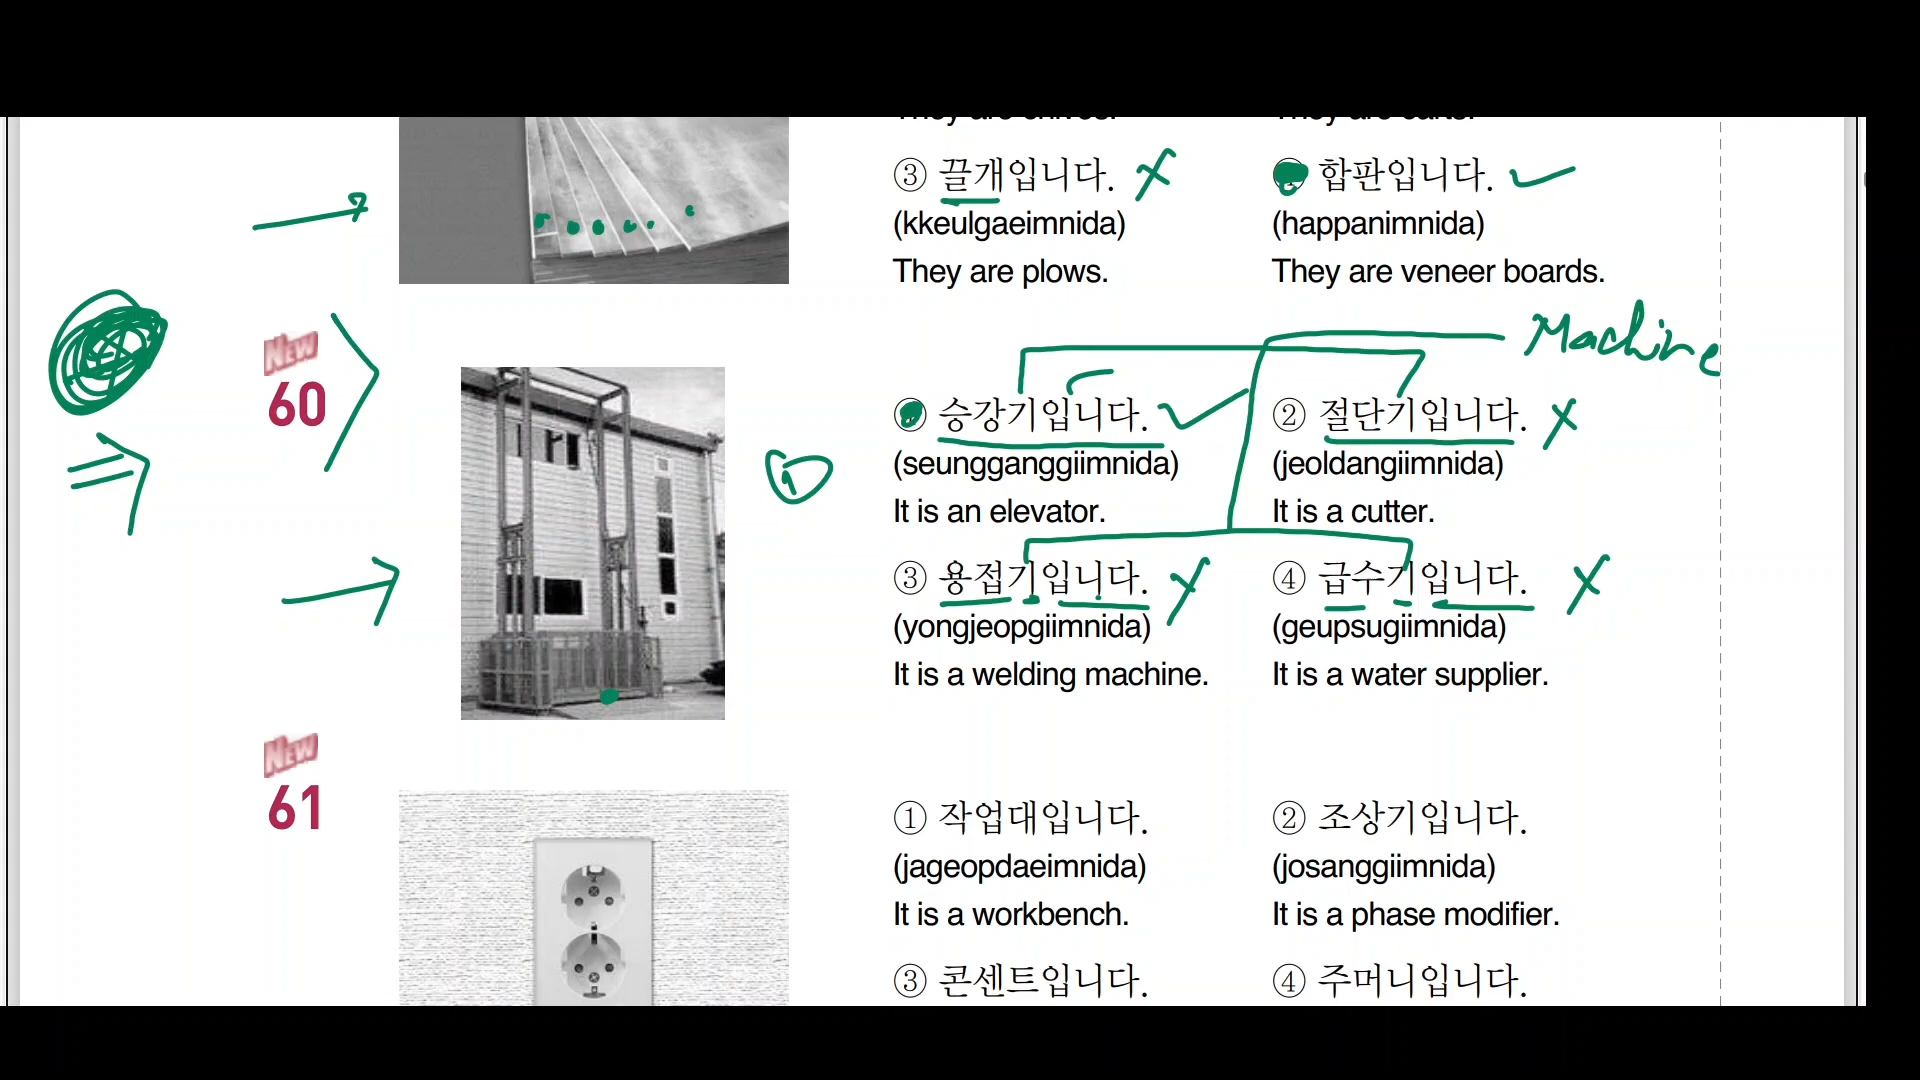 ③ 끌개입니다.
합판입니다.
(kkeulgaeimnida)
(happanimnida)
They are plows.
They are veneer boards.
Machine
NEW
60
승강기입니다.
② 절단기입니다.
(seungganggiimnida)
(jeoldangiimnida)
It is an elevator.
It is a cutter.
①
③ 용접기입니다.
④ 급수기입니다.
(yongjeopgiimnida)
(geupsugiimnida)
It is a welding machine.
It is a water supplier.
NEW
61
① 작업대입니다.
② 조상기입니다.
(jageopdaeimnida)
(josanggiimnida)
It is a workbench.
It is a phase modifier.
③ 콘센트입니다.
④ 주머니입니다.